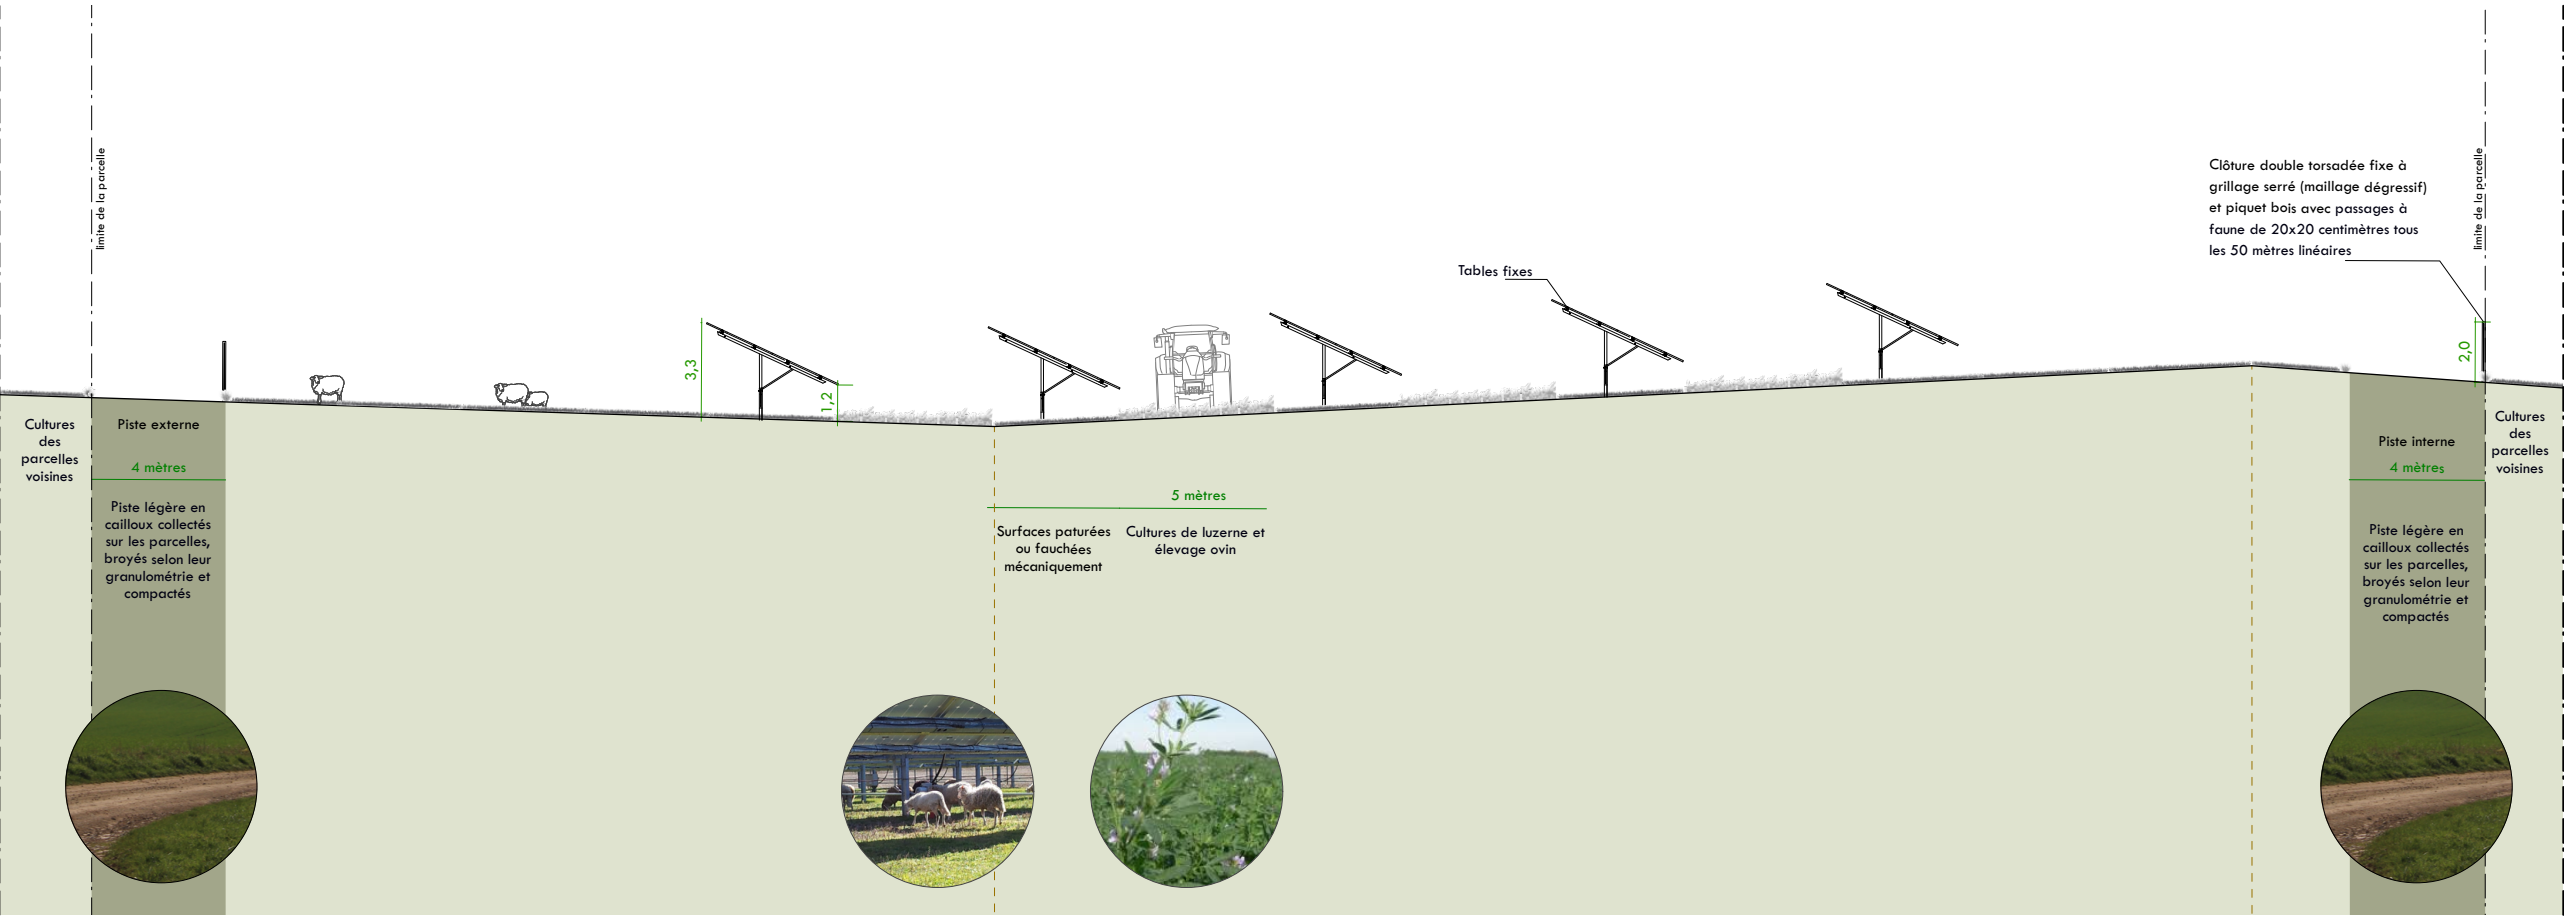 limite de la parcelle
Clôture double torsadée fixe à
grillage serré (maillage dégressif)
et piquet bois avec passages à
faune de 20x20 centimètres tous
les 50 mètres linéaires
limite de la parcelle
Tables fixes
3,3
1,2
2,0
Cultures
des
parcelles
voisines
Piste externe
4 mètres
Piste légère en
cailloux collectés
sur les parcelles,
broyés selon leur
granulométrie et
compactés
5 mètres
Surfaces paturées
ou fauchées
mécaniquement
Cultures de luzerne et
élevage ovin
Piste interne
4 mètres
Piste légère en
cailloux collectés
sur les parcelles,
broyés selon leur
granulométrie et
compactés
Cultures
des
parcelles
voisines